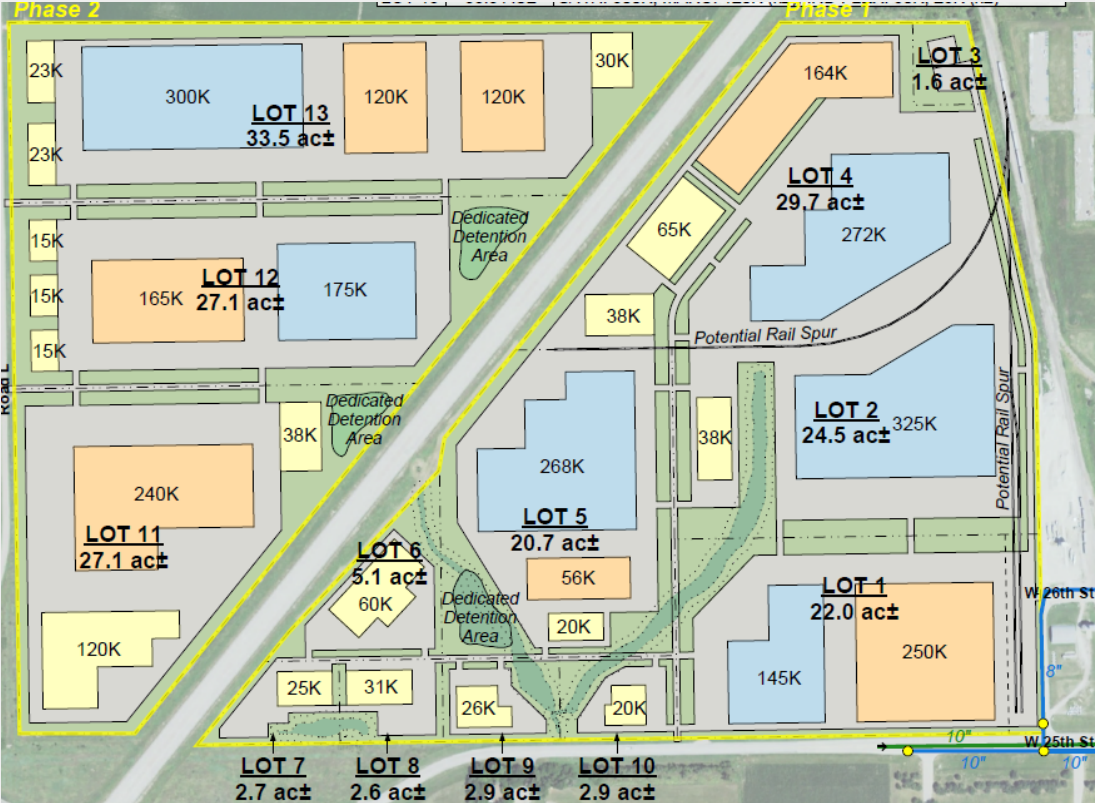 Phase 2
Phase 1
23K
300K
LOT 13
33.5 ac±
120K
120K
30K
164K
LOT 3
1.6 ac±
23K
LOT 4
29.7 ac±
65K
272K
Dedicated
Detention
Area
15K
15K
15K
165K
LOT 12
27.1 ac±
175K
38K
Potential Rail Spur
Road L
Dedicated
Detention
Area
38K
38K
LOT 2
24.5 ac±
325K
Potential Rail Spur
268K
240K
LOT 11
27.1 ac±
LOT 5
20.7 ac±
LOT 6
5.1 ac±
60K
56K
Dedicated
Detention
Area
20K
LOT 1
22.0 ac±
W 26th St
120K
145K
250K
8"
25K
31K
26K
20K
10"
W 25th St
10"
10"
LOT 7
2.7 ac±
LOT 8
2.6 ac±
LOT 9
2.9 ac±
LOT 10
2.9 ac±